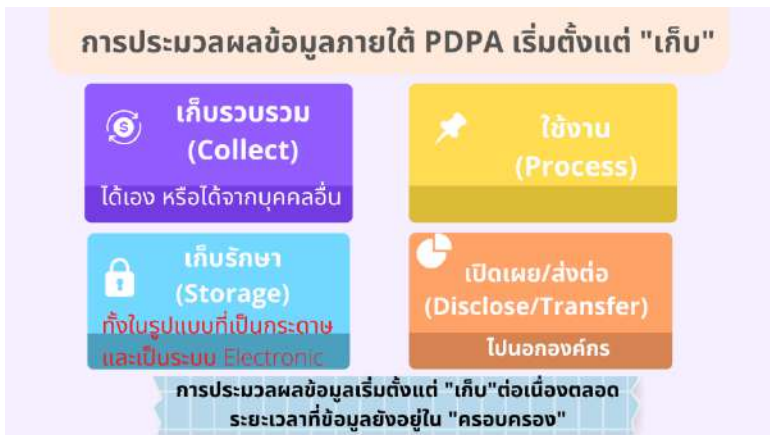 การประมวลผลข้อมูลภายใต้ PDPA เริ่มตั้งแต่ "เก็บ"
เก็บรวบรวม
(Collect)
ได้เอง หรือได้จากบุคคลอื่น
ใช้งาน
(Process)
เก็บรักษา
(Storage)
ทั้งในรูปแบบที่เป็นกระดาษ
และเป็นระบบ Electronic
เปิดเผย/ส่งต่อ
(Disclose/Transfer)
ไปนอกองค์กร
การประมวลผลข้อมูลเริ่มตั้งแต่ "เก็บ"ต่อเนื่องตลอด
ระยะเวลาที่ข้อมูลยังอยู่ใน "ครอบครอง"